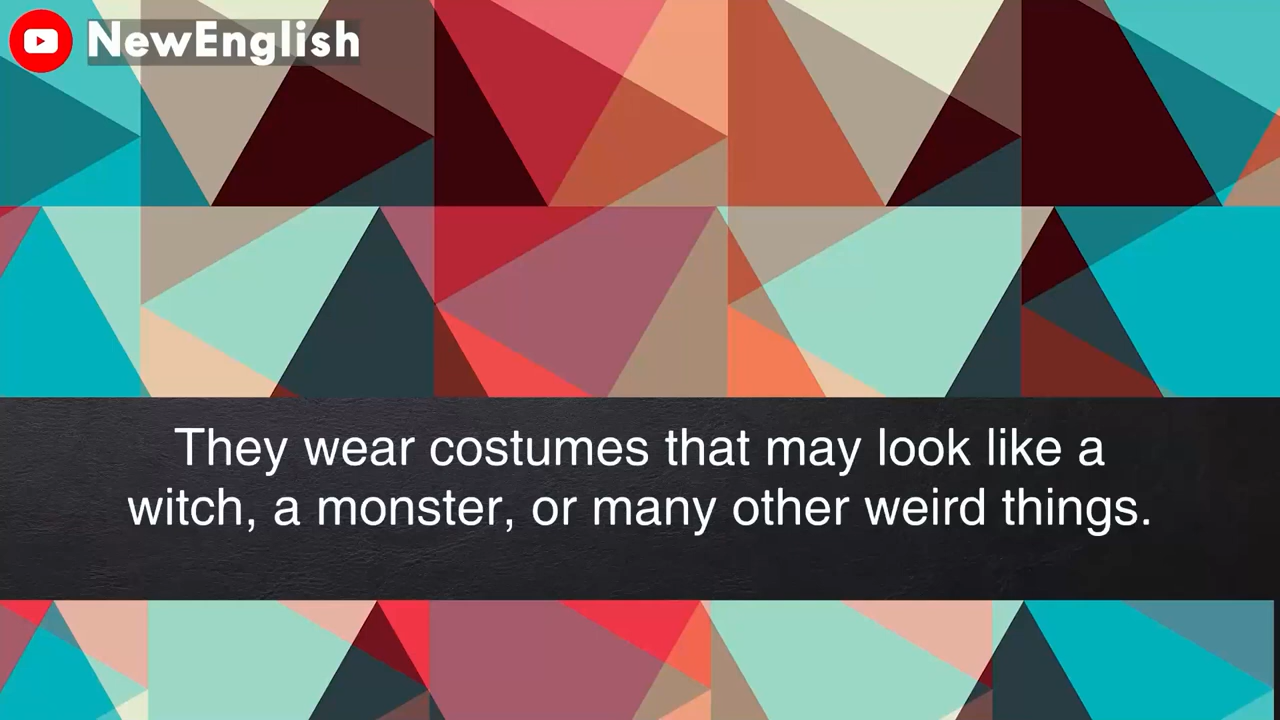 NewEnglish
They wear costumes that may look like a
witch, a monster, or many other weird things.